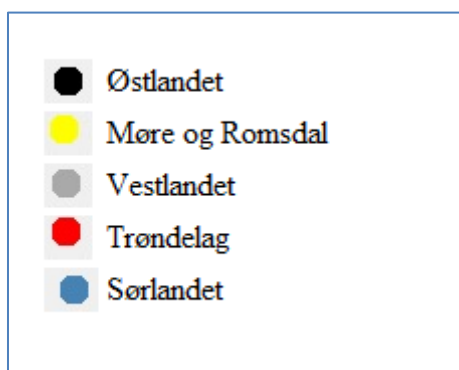 Østlandet
Møre og Romsdal
Vestlandet
Trøndelag
Sørlandet